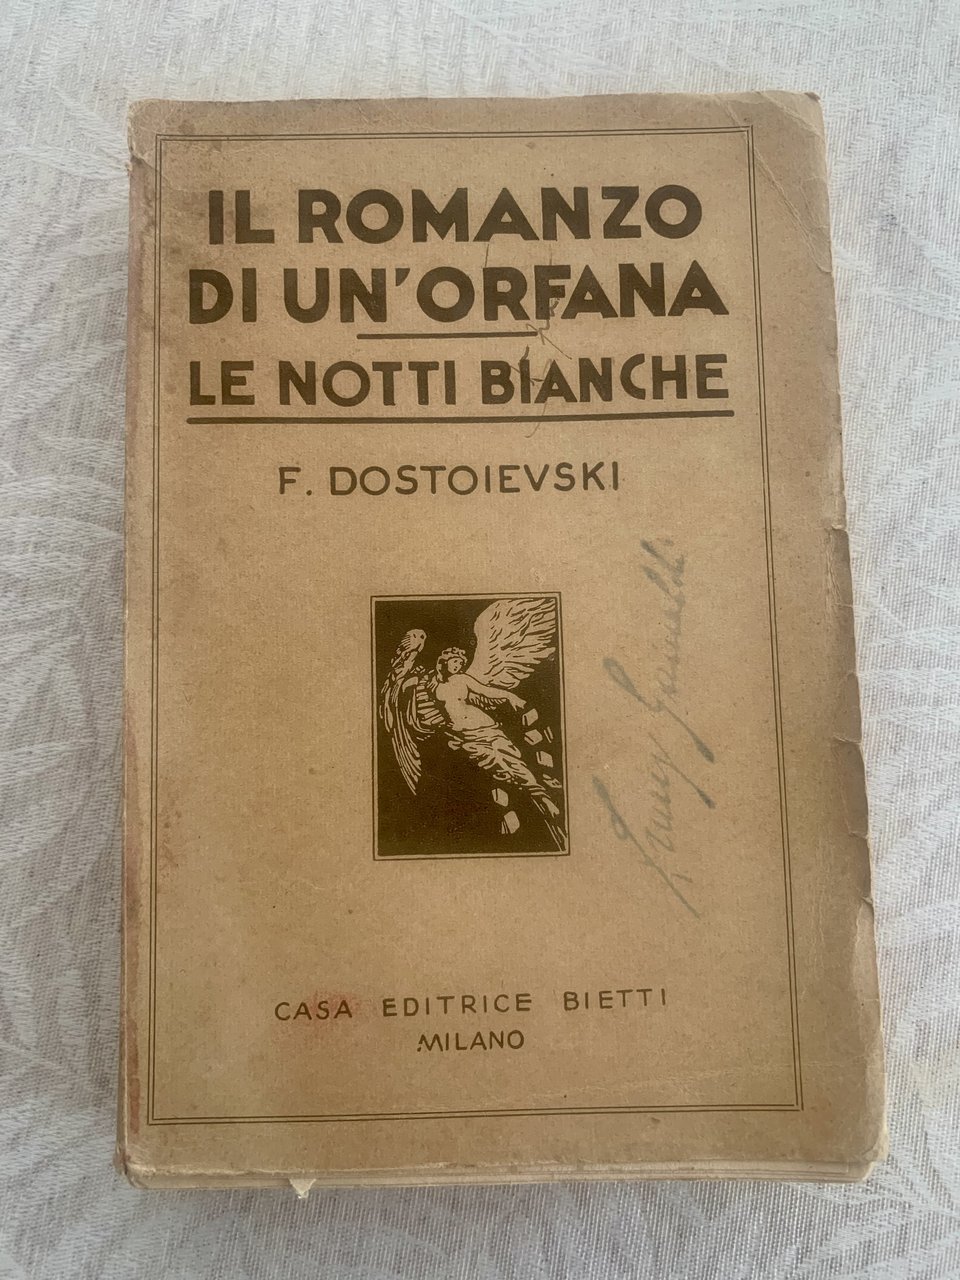 IL ROMANZO
DI UN'ORFANA
LE NOTTI BIANCHE
F. DOSTOIEVSKI
CASA EDITRICE BIETTI
MILANO